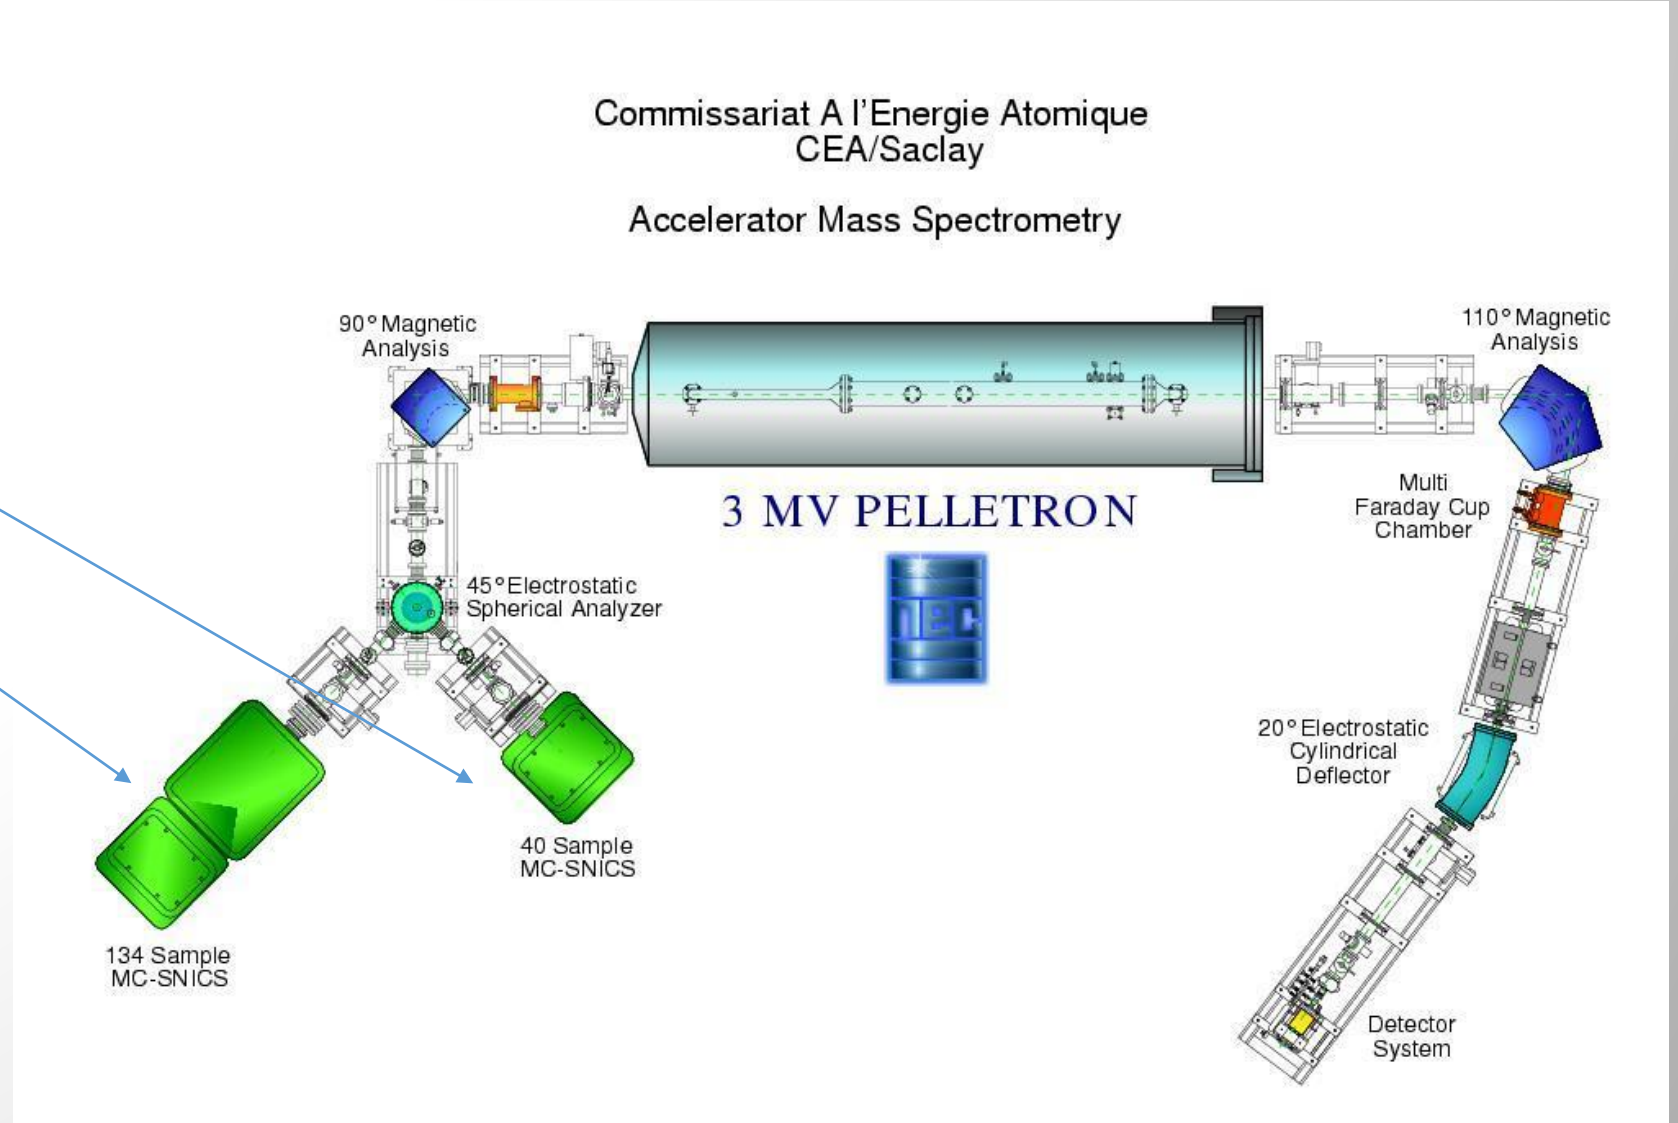 Commissariat A l'Energie Atomique
CEA/Saclay
Accelerator Mass Spectrometry
90° Magnetic
Analysis
110° Magnetic
Analysis
3 MV PELLETRON
Multi
Faraday Cup
Chamber
nec
45° Electrostatic
Spherical Analyzer
20° Electrostatic
Cylindrical
Deflector
40 Sample
MC-SNICS
134 Sample
MC-SNICS
Detector
System